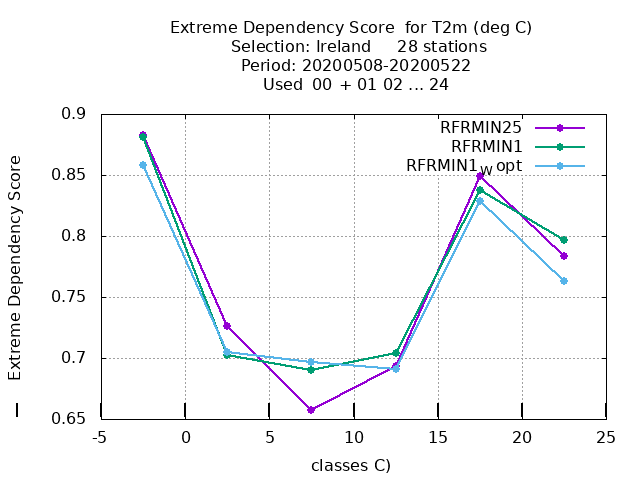 Extreme Dependency Score  for T2m (deg C)
Selection: Ireland     28 stations
Period: 20200508-20200522
Used  00 + 01 02 ... 24
RFRMIN25
RFRMIN1
RFRMIN1w opt
Extreme Dependency Score
0.9
0.85
0.8
0.75
0.7
0.65
-5
0
5
10
15
20
25
classes C)